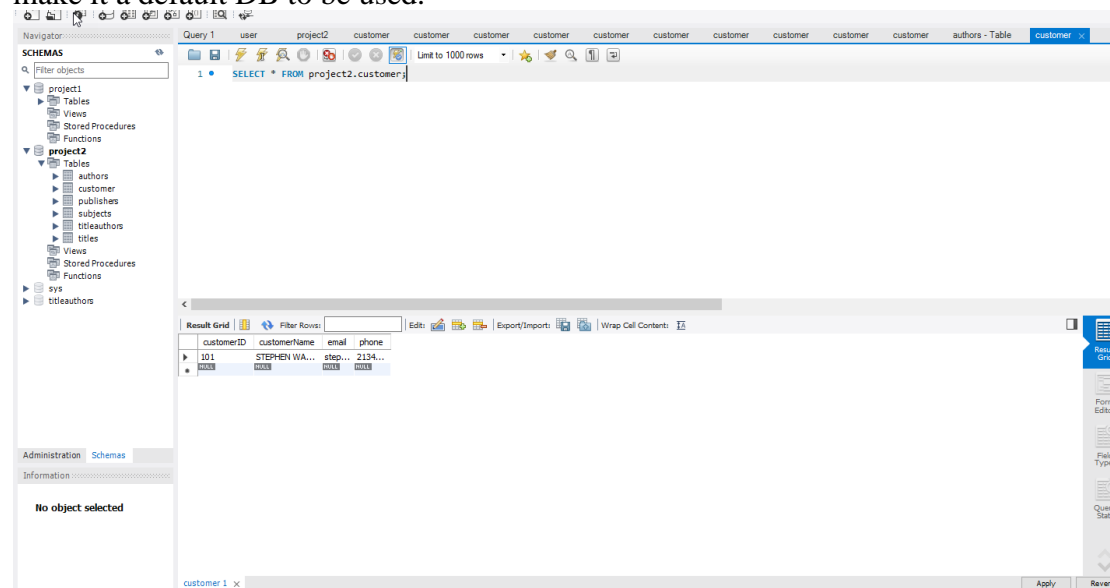 make it a default DB to be used.
Navigator
Query 1 user project2 customer customer customer customer customer customer customer customer customer customer authors - Table customer ×
SCHEMAS
Filter objects
Limit to 1000 rows
1 SELECT * FROM project2.customer;
project1
Tables
Views
Stored Procedures
Functions
project2
Tables
authors
customer
publishers
subjects
titleauthors
titles
Views
Stored Procedures
Functions
sys
titleauthors
Result Grid Filter Rows: Edit: Export/Import: Wrap Cell Content: IA
customerID customerName email phone
101 STEPHEN WA... step... 2134...
NULL NULL NULL NULL
Administration Schemas
Information
No object selected
customer 1 × Apply